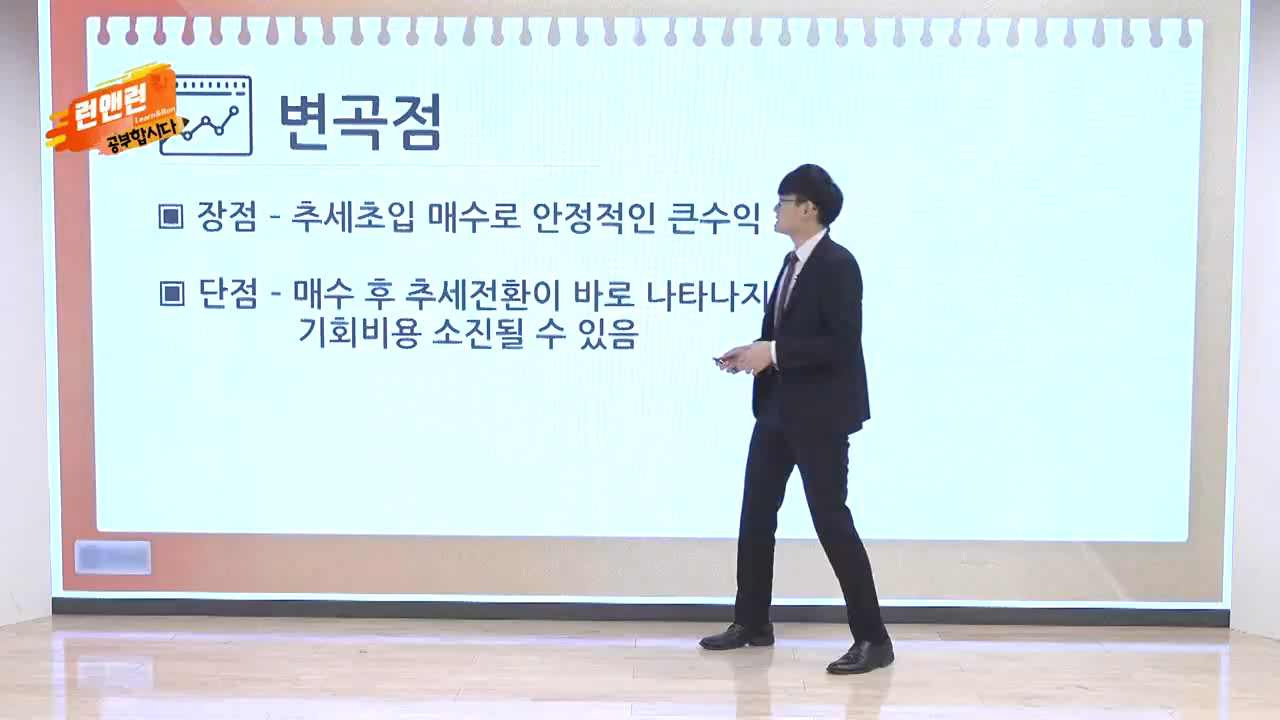 런앤런
Learn&Run
공부합시다
변곡점
▣ 장점 - 추세초입 매수로 안정적인 큰수익
▣ 단점 - 매수 후 추세전환이 바로 나타나지
기회비용 소진될 수 있음